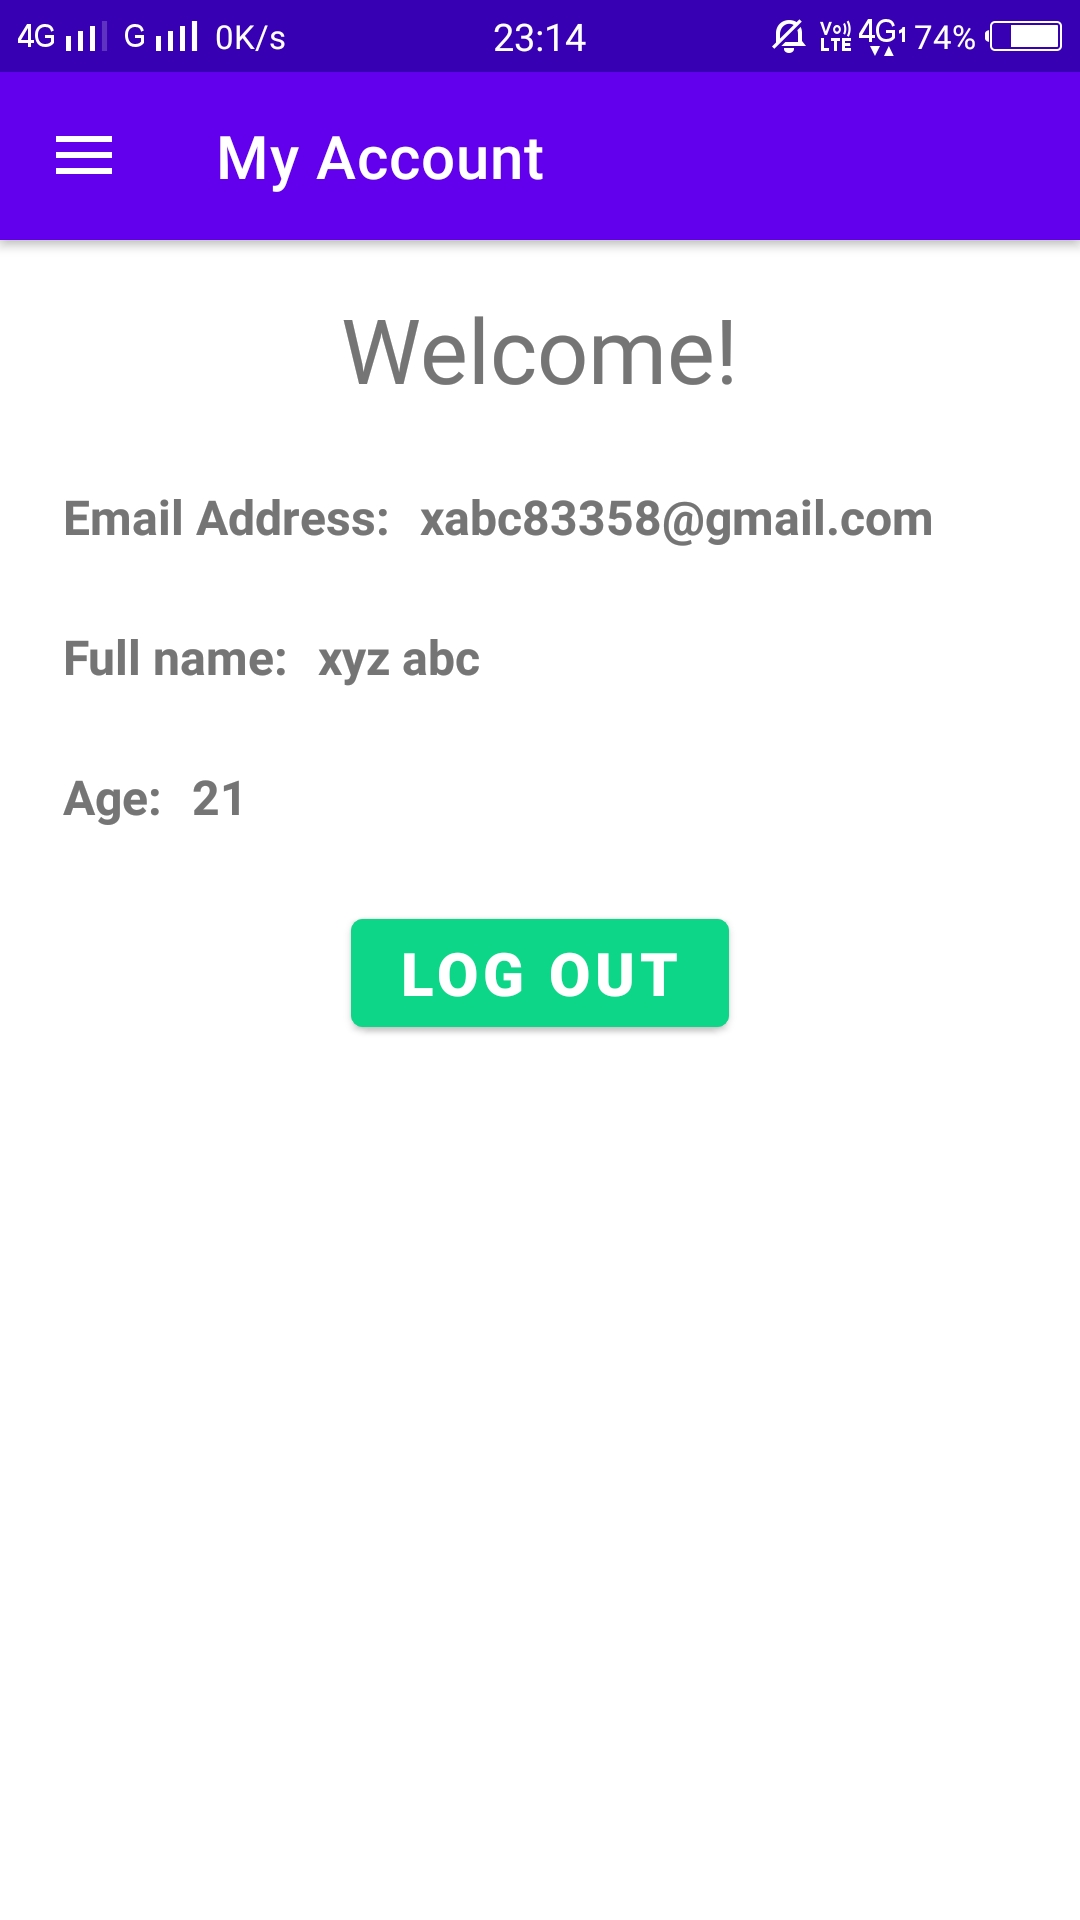 4G G 0K/s 23:14 Vo)) LTE 4G1 74%
My Account
Welcome!
Email Address: xabc83358@gmail.com
Full name: xyz abc
Age: 21
LOG OUT